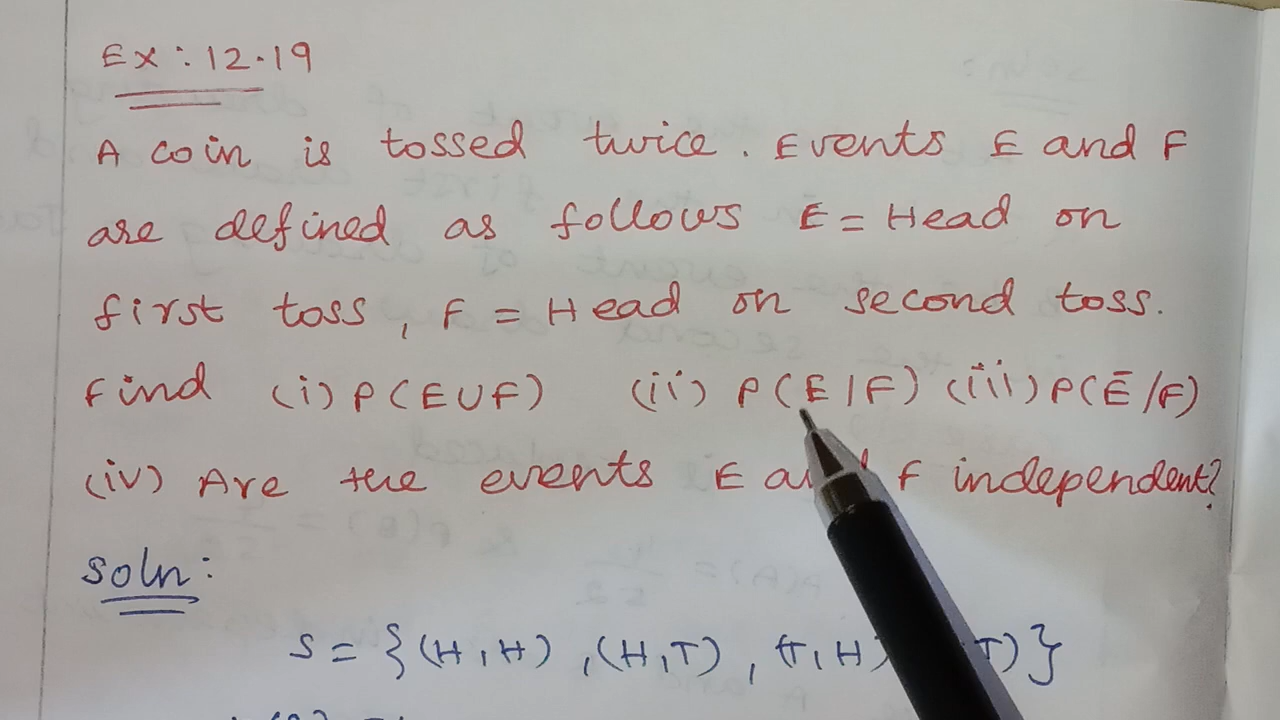 Ex: 12.19
A coin is tossed twice. Events E and F
are defined as follows E = Head on
first toss, F = Head on second toss.
Find (i) P(E∪F) (ii) P(E/F) (iii) P(Ē/F)
(iv) Are the events E and F independent?
Soln:
S = {(H,H), (H,T), (T,H) T)}